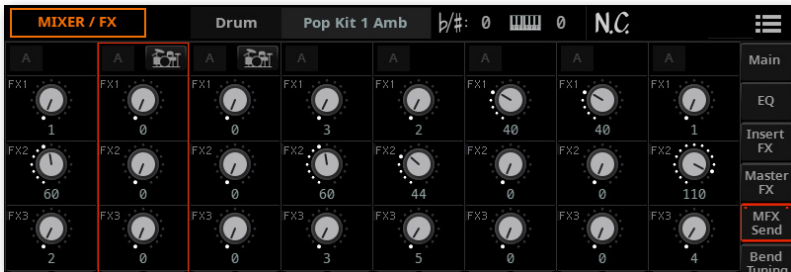 MIXER / FX Drum Pop Kit 1 Amb b/#: 0 0 N.C.
A A A A A A A A Main
FX1 FX1 FX1 FX1 FX1 FX1 FX1 FX1
1 0 0 3 2 40 40 1
EQ
Insert
FX
FX2 FX2 FX2 FX2 FX2 FX2 FX2 FX2
60 0 0 60 44 0 0 110
Master
FX
FX3 FX3 FX3 FX3 FX3 FX3 FX3 FX3
2 0 0 3 5 0 0 4
MFX
Send
Bend
Tuning